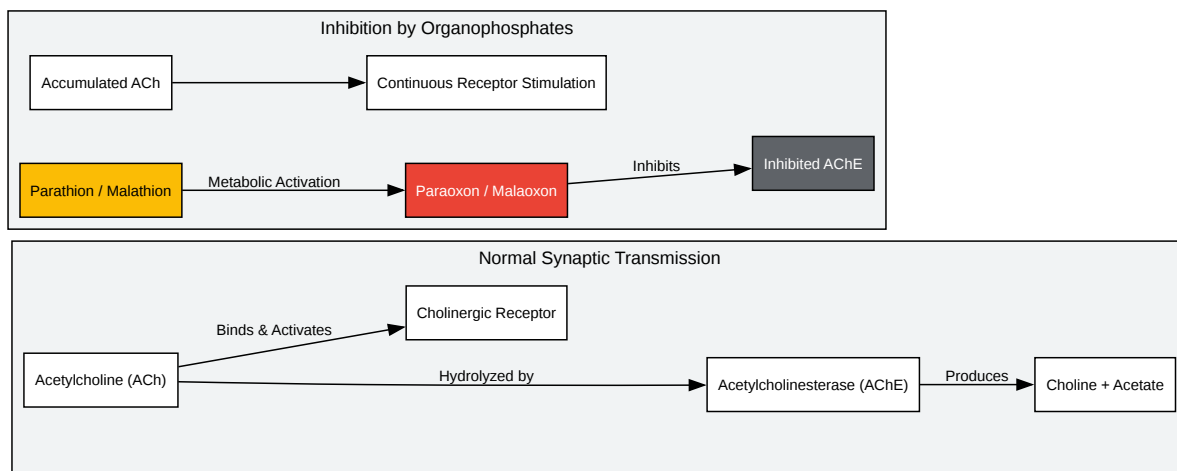 Inhibition by Organophosphates
Accumulated ACh
Continuous Receptor Stimulation
Parathion / Malathion
Metabolic Activation
Paraoxon / Malaoxon
Inhibits
Inhibited AChE
Normal Synaptic Transmission
Acetylcholine (ACh)
Binds & Activates
Cholinergic Receptor
Hydrolyzed by
Acetylcholinesterase (AChE)
Produces
Choline + Acetate